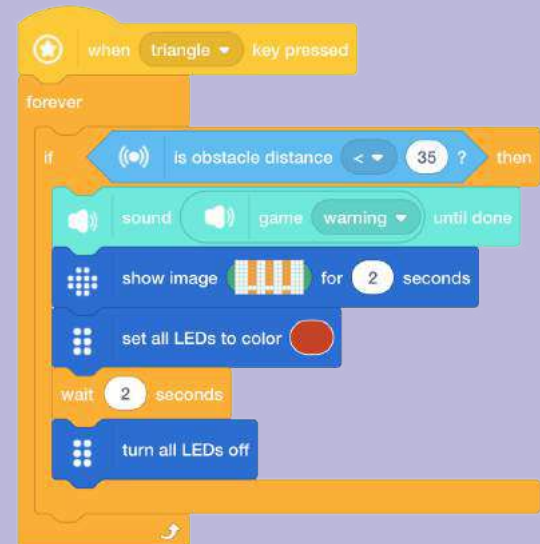 when triangle key pressed
forever
if is obstacle distance < 35 ? then
sound game warning until done
show image for 2 seconds
set all LEDs to color
wait 2 seconds
turn all LEDs off